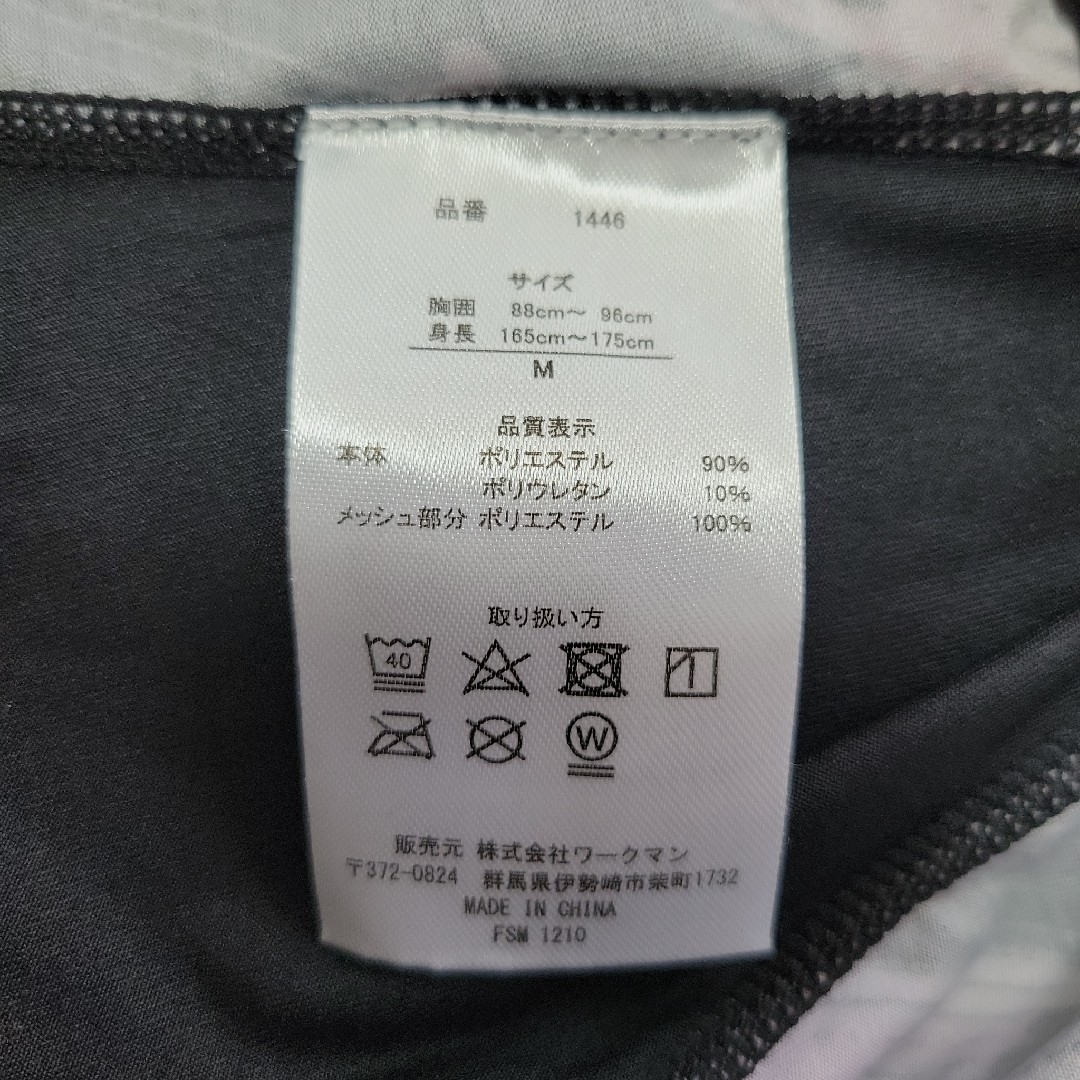 品番 1446
サイズ
胸囲 88cm～ 96cm
身長 165cm～175cm
M
品質表示
本体 ポリエステル 90%
ポリウレタン 10%
メッシュ部分 ポリエステル 100%
取り扱い方
40
W
販売元 株式会社ワークマン
〒372-0824 群馬県伊勢崎市柴町1732
MADE IN CHINA
FSM 1210